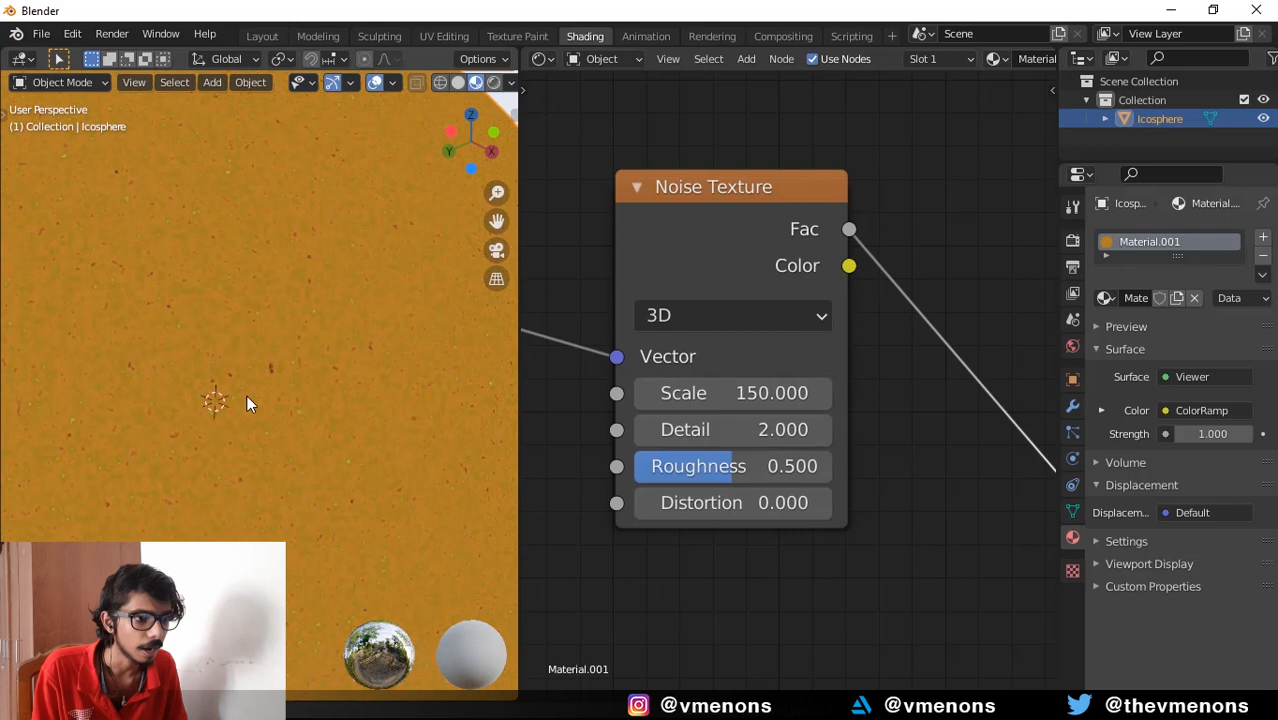 Blender
File Edit Render Window Help Layout Modeling Sculpting UV Editing Texture Paint Shading Animation Rendering Compositing Scripting + Scene View Layer
Global Options Object View Select Add Node Use Nodes Slot 1 Material
Object Mode View Select Add Object
Scene Collection
Collection
Icosphere
User Perspective
(1) Collection | Icosphere
Z
Y X
Icosp... Material....
Material.001
Mate Data
Preview
Surface
Surface Viewer
Color ColorRamp
Strength 1.000
Volume
Displacement
Displacem... Default
Settings
Viewport Display
Custom Properties
Noise Texture
Fac
Color
3D
Vector
Scale 150.000
Detail 2.000
Roughness 0.500
Distortion 0.000
Material.001
@vmenons @vmenons @thevmenons